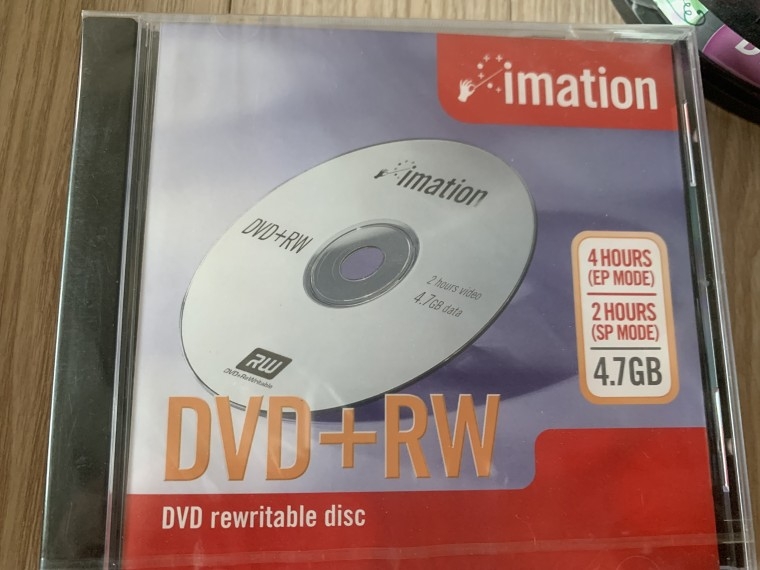 imation
imation
DVD+RW
2 hours video
4.7GB data
RW
DVD+ReWritable
4 HOURS
(EP MODE)
2 HOURS
(SP MODE)
4.7GB
DVD+RW
DVD rewritable disc